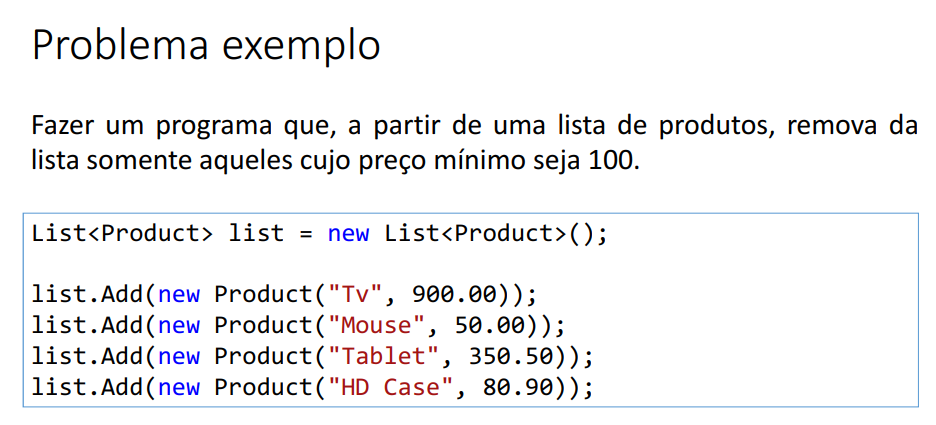 Problema exemplo
Fazer um programa que, a partir de uma lista de produtos, remova da
lista somente aqueles cujo preço mínimo seja 100.
List<Product> list = new List<Product>();
list.Add(new Product("Tv", 900.00));
list.Add(new Product("Mouse", 50.00));
list.Add(new Product("Tablet", 350.50));
list.Add(new Product("HD Case", 80.90));